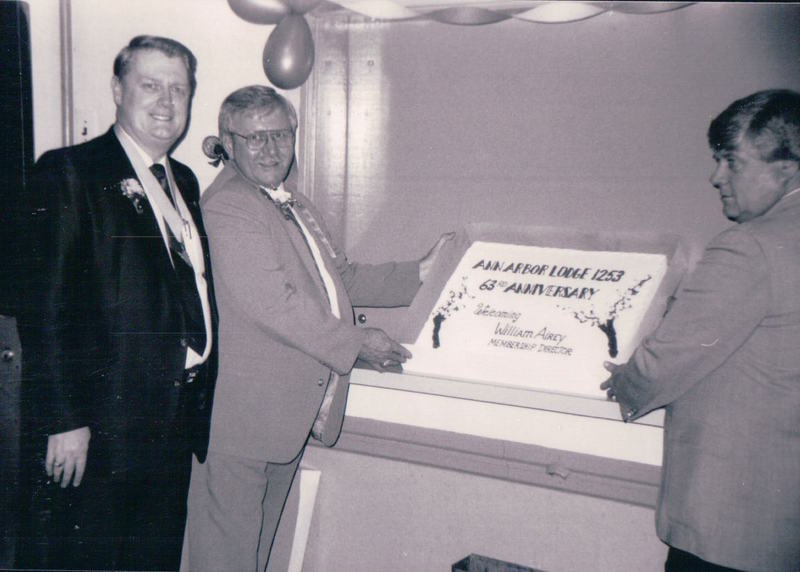 ANN ARBOR LODGE 1253
63RD ANNIVERSARY
Welcoming
WILLIAM AIREY
MEMBERSHIP DIRECTOR